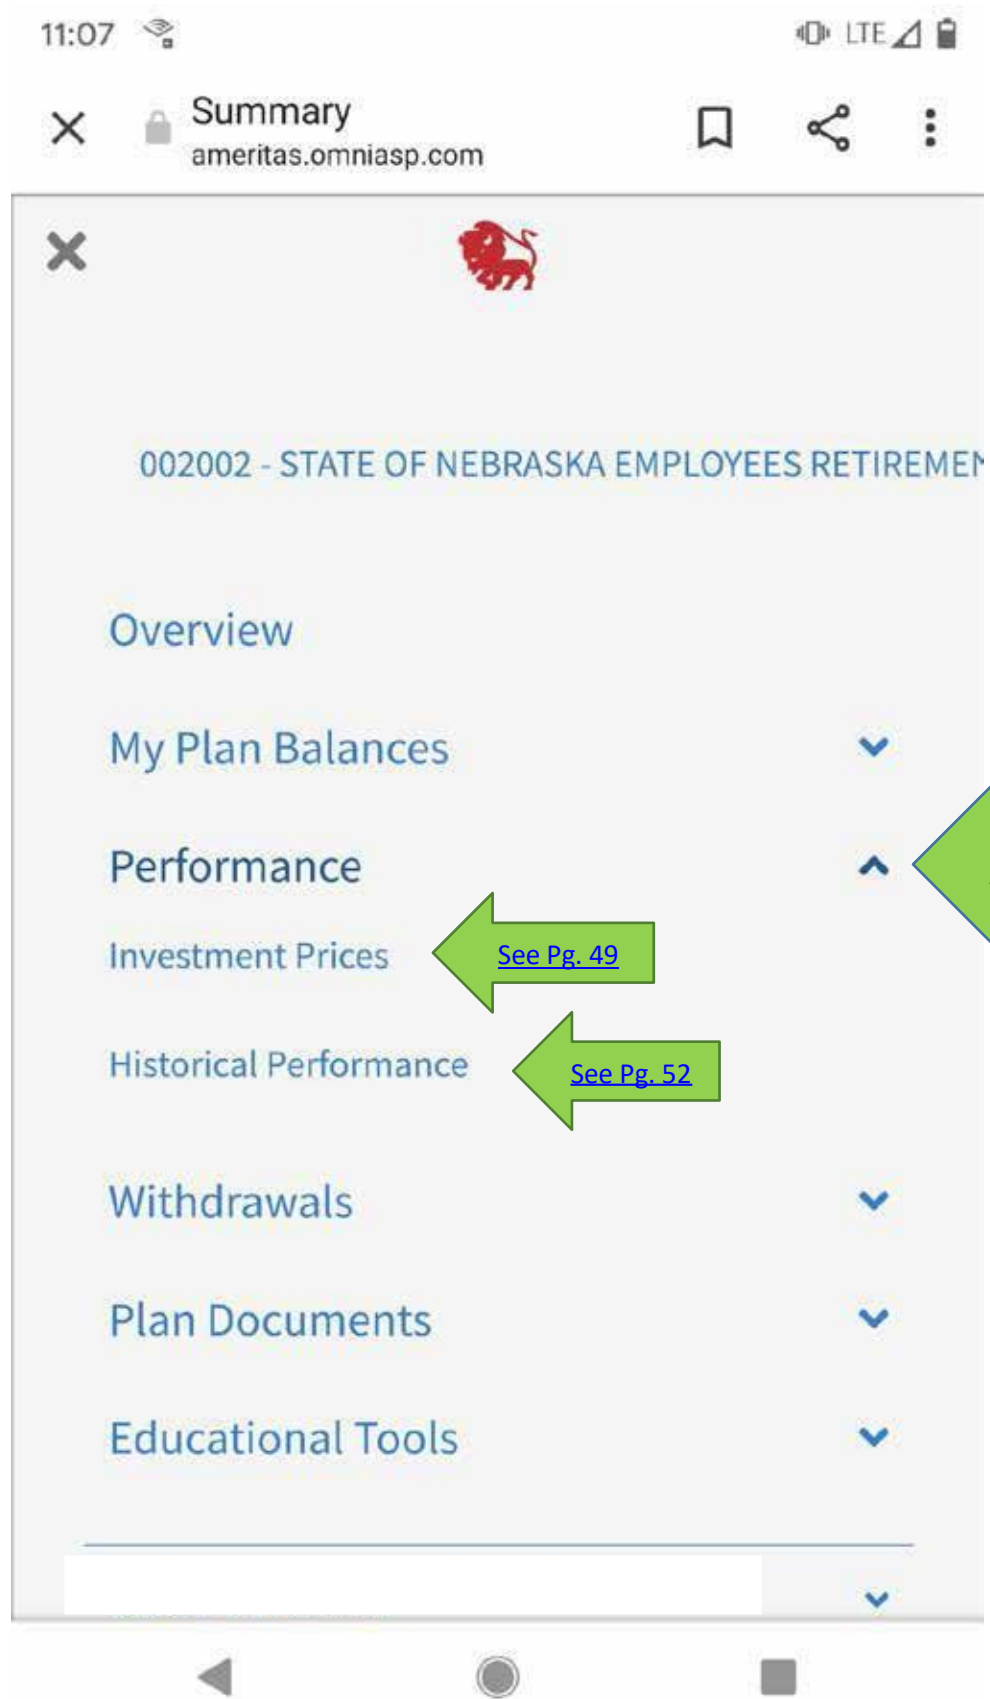 11:07
LTE
Summary
ameritas.omniasp.com
002002 - STATE OF NEBRASKA EMPLOYEES RETIREMEN
Overview
My Plan Balances
Performance
Investment Prices
See Pg. 49
Historical Performance
See Pg. 52
Withdrawals
Plan Documents
Educational Tools